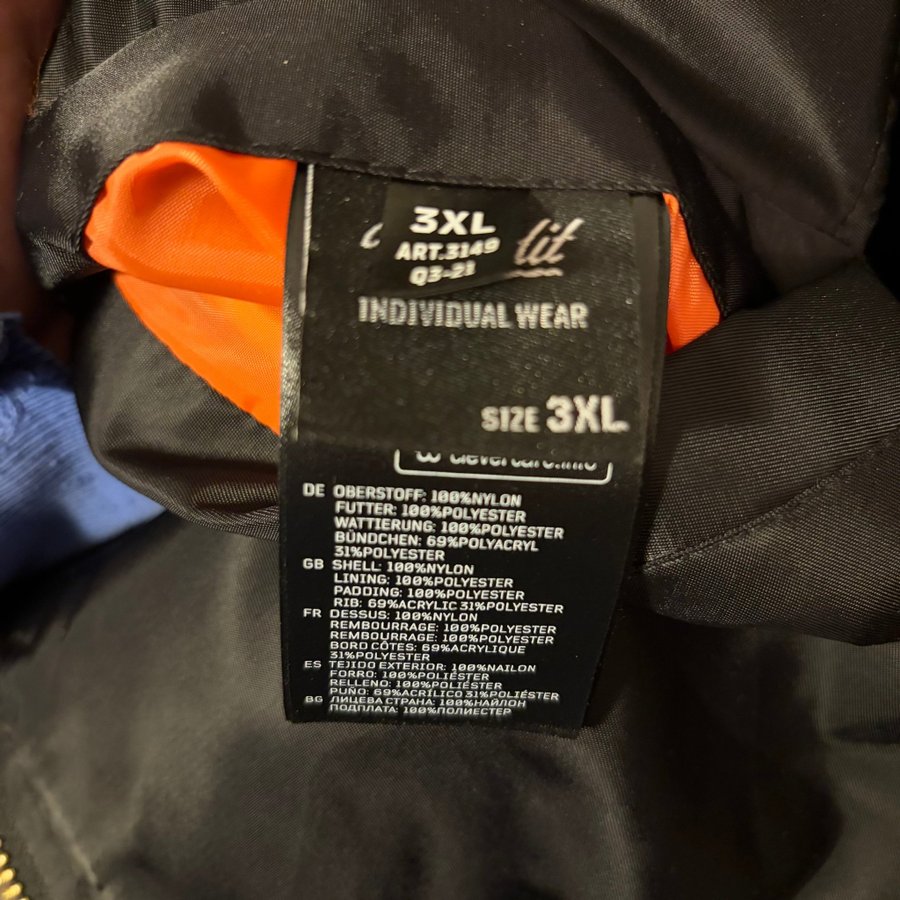 3XL
ART.3149
Q3-21
lit
INDIVIDUAL WEAR
SIZE 3XL
clevercare.info
DE OBERSTOFF: 100%NYLON
FUTTER: 100%POLYESTER
WATTIERUNG: 100%POLYESTER
BÜNDCHEN: 69%POLYACRYL
31%POLYESTER
GB SHELL: 100%NYLON
LINING: 100%POLYESTER
PADDING: 100%POLYESTER
RIB: 69%ACRYLIC 31%POLYESTER
FR DESSUS: 100%NYLON
REMBOURRAGE: 100%POLYESTER
REMBOURRAGE: 100%POLYESTER
BORD CÔTES: 69%ACRYLIQUE
31%POLYESTER
ES TEJIDO EXTERIOR: 100%NAILON
FORRO: 100%POLIÉSTER
RELLENO: 100%POLIÉSTER
PUÑO: 69%ACRÍLICO 31%POLIÉSTER
BG ЛИЦЕВА СТРАНА: 100%НАЙЛОН
ПОДПЛАТА: 100%ПОЛИЕСТЕР